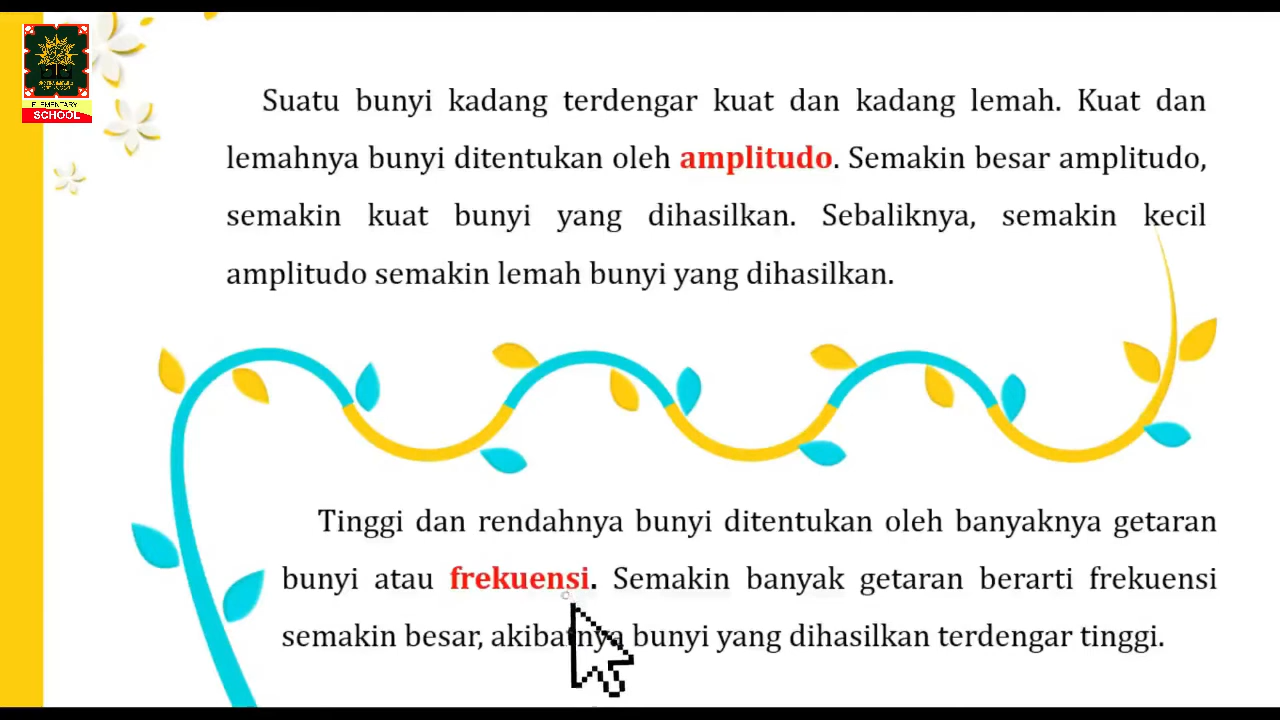 ELEMENTARY
SCHOOL
Suatu bunyi kadang terdengar kuat dan kadang lemah. Kuat dan
lemahnya bunyi ditentukan oleh amplitudo. Semakin besar amplitudo,
semakin kuat bunyi yang dihasilkan. Sebaliknya, semakin kecil
amplitudo semakin lemah bunyi yang dihasilkan.
Tinggi dan rendahnya bunyi ditentukan oleh banyaknya getaran
bunyi atau frekuensi. Semakin banyak getaran berarti frekuensi
semakin besar, akibatnya bunyi yang dihasilkan terdengar tinggi.